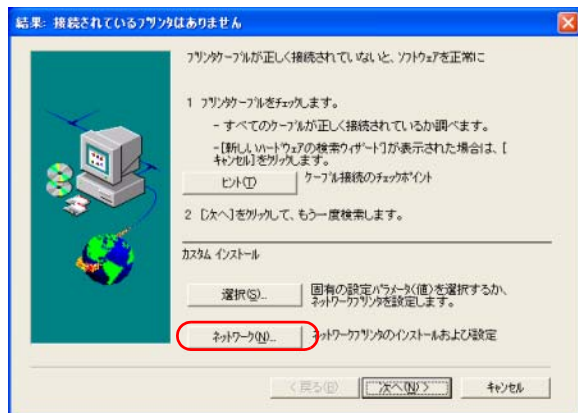 結果: 接続されているプリンタはありません
プリンタケーブルが正しく接続されていないと、ソフトウェアを正常に
1 プリンタケーブルをチェックします。
- すべてのケーブルが正しく接続されているか調べます。
-[新しいハードウェアの検索ウィザード]が表示された場合は、[
キャンセル]をクリックします。
ヒント(T)
ケーブル接続のチェックポイント
2 [次へ]をクリックして、もう一度検索します。
カスタム インストール
選択(S)...
固有の設定パラメータ(値)を選択するか、
ネットワークプリンタを設定します。
ネットワーク(N)...
ネットワークプリンタのインストールおよび設定
< 戻る(B)
次へ(N) >
キャンセル